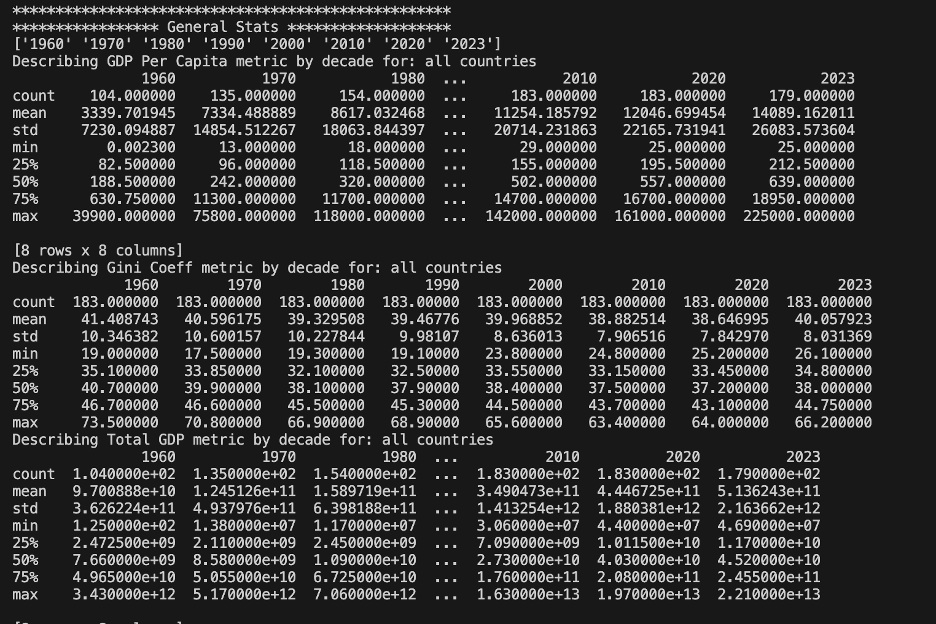 ***************************************************
***************** General Stats *******************
['1960' '1970' '1980' '1990' '2000' '2010' '2020' '2023']
Describing GDP Per Capita metric by decade for: all countries
1960 1970 1980 ... 2010 2020 2023
count 104.000000 135.000000 154.000000 ... 183.000000 183.000000 179.000000
mean 3339.701945 7334.488889 8617.032468 ... 11254.185792 12046.699454 14089.162011
std 7230.094887 14854.512267 18063.844397 ... 20714.231863 22165.731941 26083.573604
min 0.002300 13.000000 18.000000 ... 29.000000 25.000000 25.000000
25% 82.500000 96.000000 118.500000 ... 155.000000 195.500000 212.500000
50% 188.500000 242.000000 320.000000 ... 502.000000 557.000000 639.000000
75% 630.750000 11300.000000 11700.000000 ... 14700.000000 16700.000000 18950.000000
max 39900.000000 75800.000000 118000.000000 ... 142000.000000 161000.000000 225000.000000
[8 rows x 8 columns]
Describing Gini Coeff metric by decade for: all countries
1960 1970 1980 1990 2000 2010 2020 2023
count 183.000000 183.000000 183.000000 183.00000 183.000000 183.000000 183.000000 183.000000
mean 41.408743 40.596175 39.329508 39.46776 39.968852 38.882514 38.646995 40.057923
std 10.346382 10.600157 10.227844 9.98107 8.636013 7.906516 7.842970 8.031369
min 19.000000 17.500000 19.300000 19.10000 23.800000 24.800000 25.200000 26.100000
25% 35.100000 33.850000 32.100000 32.50000 33.550000 33.150000 33.450000 34.800000
50% 40.700000 39.900000 38.100000 37.90000 38.400000 37.500000 37.200000 38.000000
75% 46.700000 46.600000 45.500000 45.30000 44.500000 43.700000 43.100000 44.750000
max 73.500000 70.800000 66.900000 68.90000 65.600000 63.400000 64.000000 66.200000
Describing Total GDP metric by decade for: all countries
1960 1970 1980 ... 2010 2020 2023
count 1.040000e+02 1.350000e+02 1.540000e+02 ... 1.830000e+02 1.830000e+02 1.790000e+02
mean 9.700888e+10 1.245126e+11 1.589719e+11 ... 3.490473e+11 4.446725e+11 5.136243e+11
std 3.626224e+11 4.937976e+11 6.398188e+11 ... 1.413254e+12 1.880381e+12 2.163662e+12
min 1.250000e+02 1.380000e+07 1.170000e+07 ... 3.060000e+07 4.400000e+07 4.690000e+07
25% 2.472500e+09 2.110000e+09 2.450000e+09 ... 7.090000e+09 1.011500e+10 1.170000e+10
50% 7.660000e+09 8.580000e+09 1.090000e+10 ... 2.730000e+10 4.030000e+10 4.520000e+10
75% 4.965000e+10 5.055000e+10 6.725000e+10 ... 1.760000e+11 2.080000e+11 2.455000e+11
max 3.430000e+12 5.170000e+12 7.060000e+12 ... 1.630000e+13 1.970000e+13 2.210000e+13